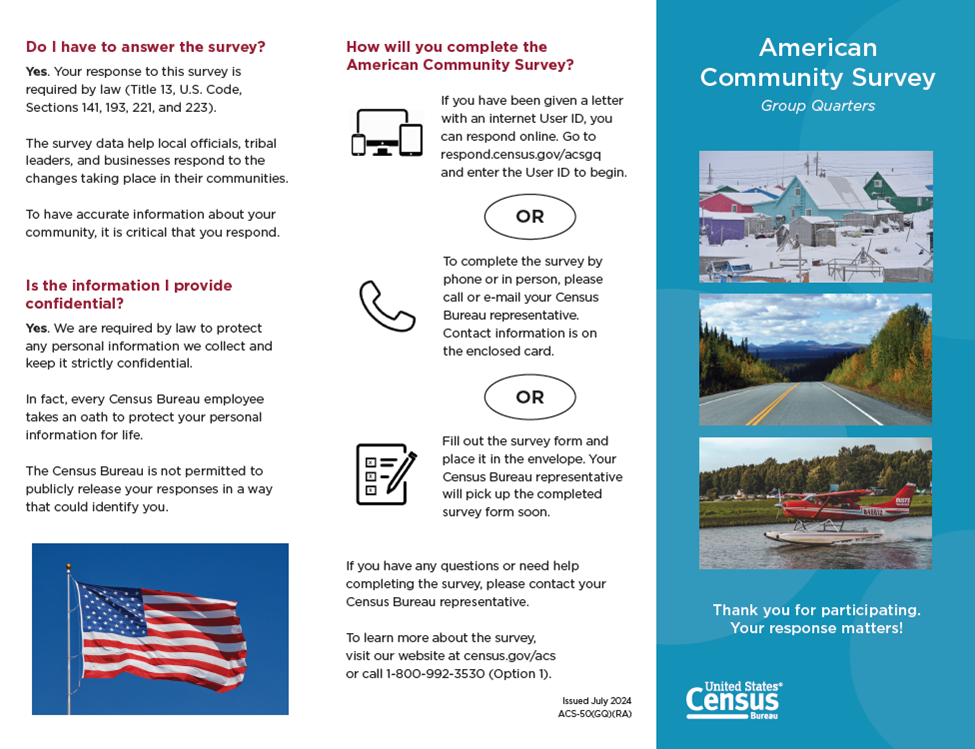 Do I have to answer the survey?
Yes. Your response to this survey is
required by law (Title 13, U.S. Code,
Sections 141, 193, 221, and 223).
The survey data help local officials, tribal
leaders, and businesses respond to the
changes taking place in their communities.
To have accurate information about your
community, it is critical that you respond.
Is the information I provide
confidential?
Yes. We are required by law to protect
any personal information we collect and
keep it strictly confidential.
In fact, every Census Bureau employee
takes an oath to protect your personal
information for life.
The Census Bureau is not permitted to
publicly release your responses in a way
that could identify you.
How will you complete the
American Community Survey?
If you have been given a letter
with an internet User ID, you
can respond online. Go to
respond.census.gov/acsgq
and enter the User ID to begin.
OR
To complete the survey by
phone or in person, please
call or e-mail your Census
Bureau representative.
Contact information is on
the enclosed card.
OR
Fill out the survey form and
place it in the envelope. Your
Census Bureau representative
will pick up the completed
survey form soon.
If you have any questions or need help
completing the survey, please contact your
Census Bureau representative.
To learn more about the survey,
visit our website at census.gov/acs
or call 1-800-992-3530 (Option 1).
Issued July 2024
ACS-50(GQ)(RA)
American
Community Survey
Group Quarters
Thank you for participating.
Your response matters!
United States®
Census
Bureau